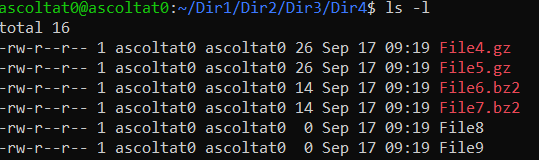 ascoltat0@ascoltat0:~/Dir1/Dir2/Dir3/Dir4$ ls -l
total 16
-rw-r--r-- 1 ascoltat0 ascoltat0 26 Sep 17 09:19 File4.gz
-rw-r--r-- 1 ascoltat0 ascoltat0 26 Sep 17 09:19 File5.gz
-rw-r--r-- 1 ascoltat0 ascoltat0 14 Sep 17 09:19 File6.bz2
-rw-r--r-- 1 ascoltat0 ascoltat0 14 Sep 17 09:19 File7.bz2
-rw-r--r-- 1 ascoltat0 ascoltat0  0 Sep 17 09:19 File8
-rw-r--r-- 1 ascoltat0 ascoltat0  0 Sep 17 09:19 File9